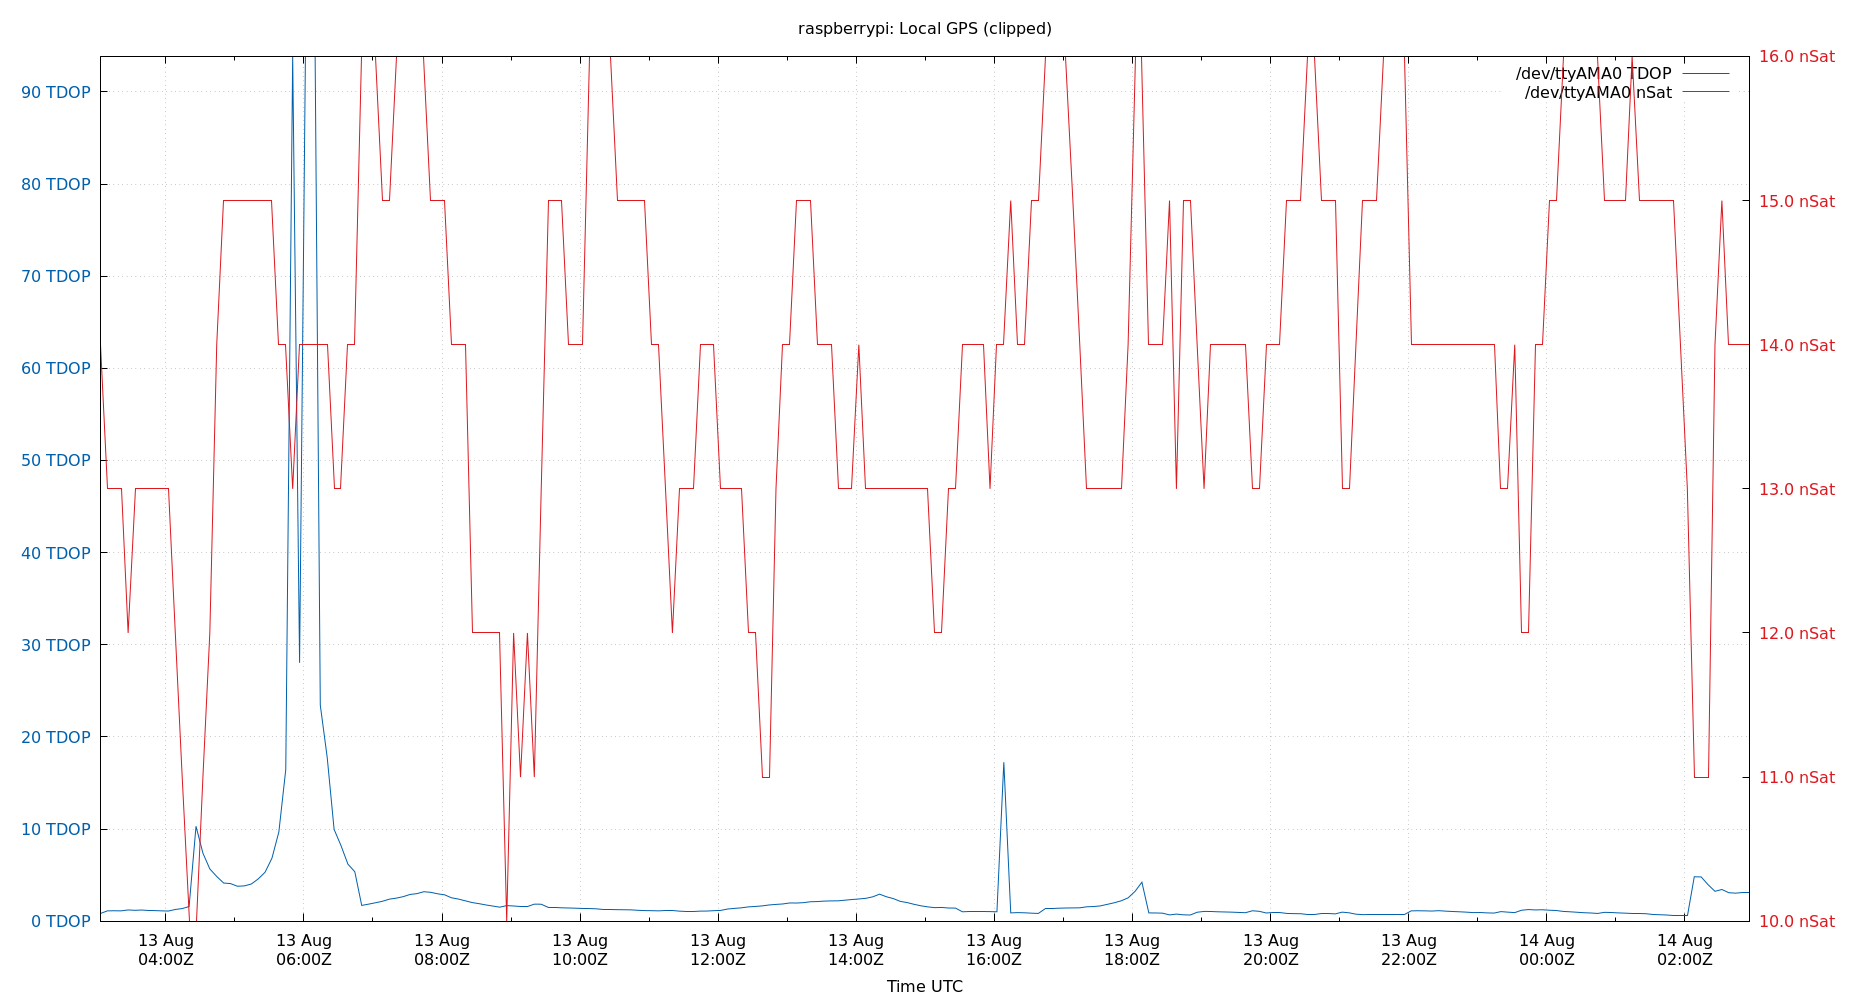 raspberrypi: Local GPS (clipped)
/dev/ttyAMA0 TDOP
/dev/ttyAMA0 nSat
90 TDOP
80 TDOP
70 TDOP
60 TDOP
50 TDOP
40 TDOP
30 TDOP
20 TDOP
10 TDOP
0 TDOP
16.0 nSat
15.0 nSat
14.0 nSat
13.0 nSat
12.0 nSat
11.0 nSat
10.0 nSat
13 Aug
04:00Z
13 Aug
06:00Z
13 Aug
08:00Z
13 Aug
10:00Z
13 Aug
12:00Z
13 Aug
14:00Z
13 Aug
16:00Z
13 Aug
18:00Z
13 Aug
20:00Z
13 Aug
22:00Z
14 Aug
00:00Z
14 Aug
02:00Z
Time UTC